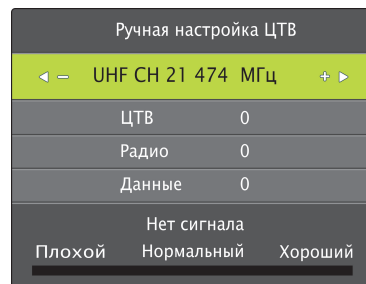 Ручная настройка ЦТВ
UHF CH 21 474 МГц
ЦТВ 0
Радио 0
Данные 0
Нет сигнала
Плохой Нормальный Хороший